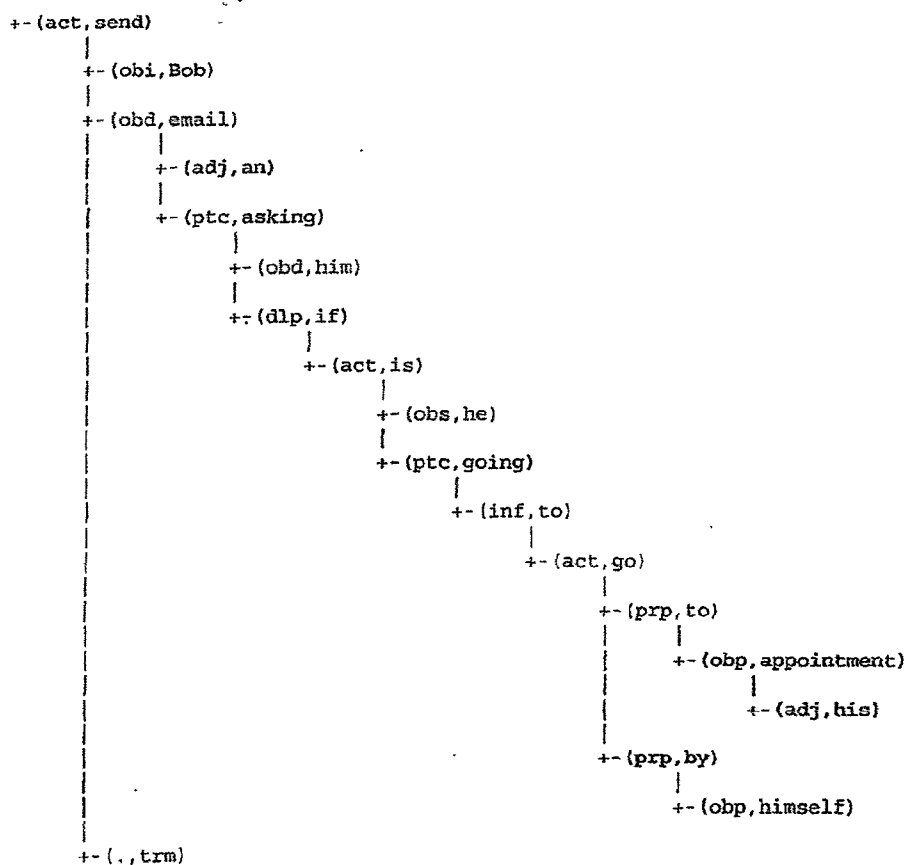 +-(act,send)
+-(obi,Bob)
+-(obd,email)
+-(adj,an)
+-(ptc,asking)
+-(obd,him)
+-(dlp,if)
+-(act,is)
+-(obs,he)
+-(ptc,going)
+-(inf,to)
+-(act,go)
+-(prp,to)
+-(obp,appointment)
+-(adj,his)
+-(prp,by)
+-(obp,himself)
+-(.,trm)